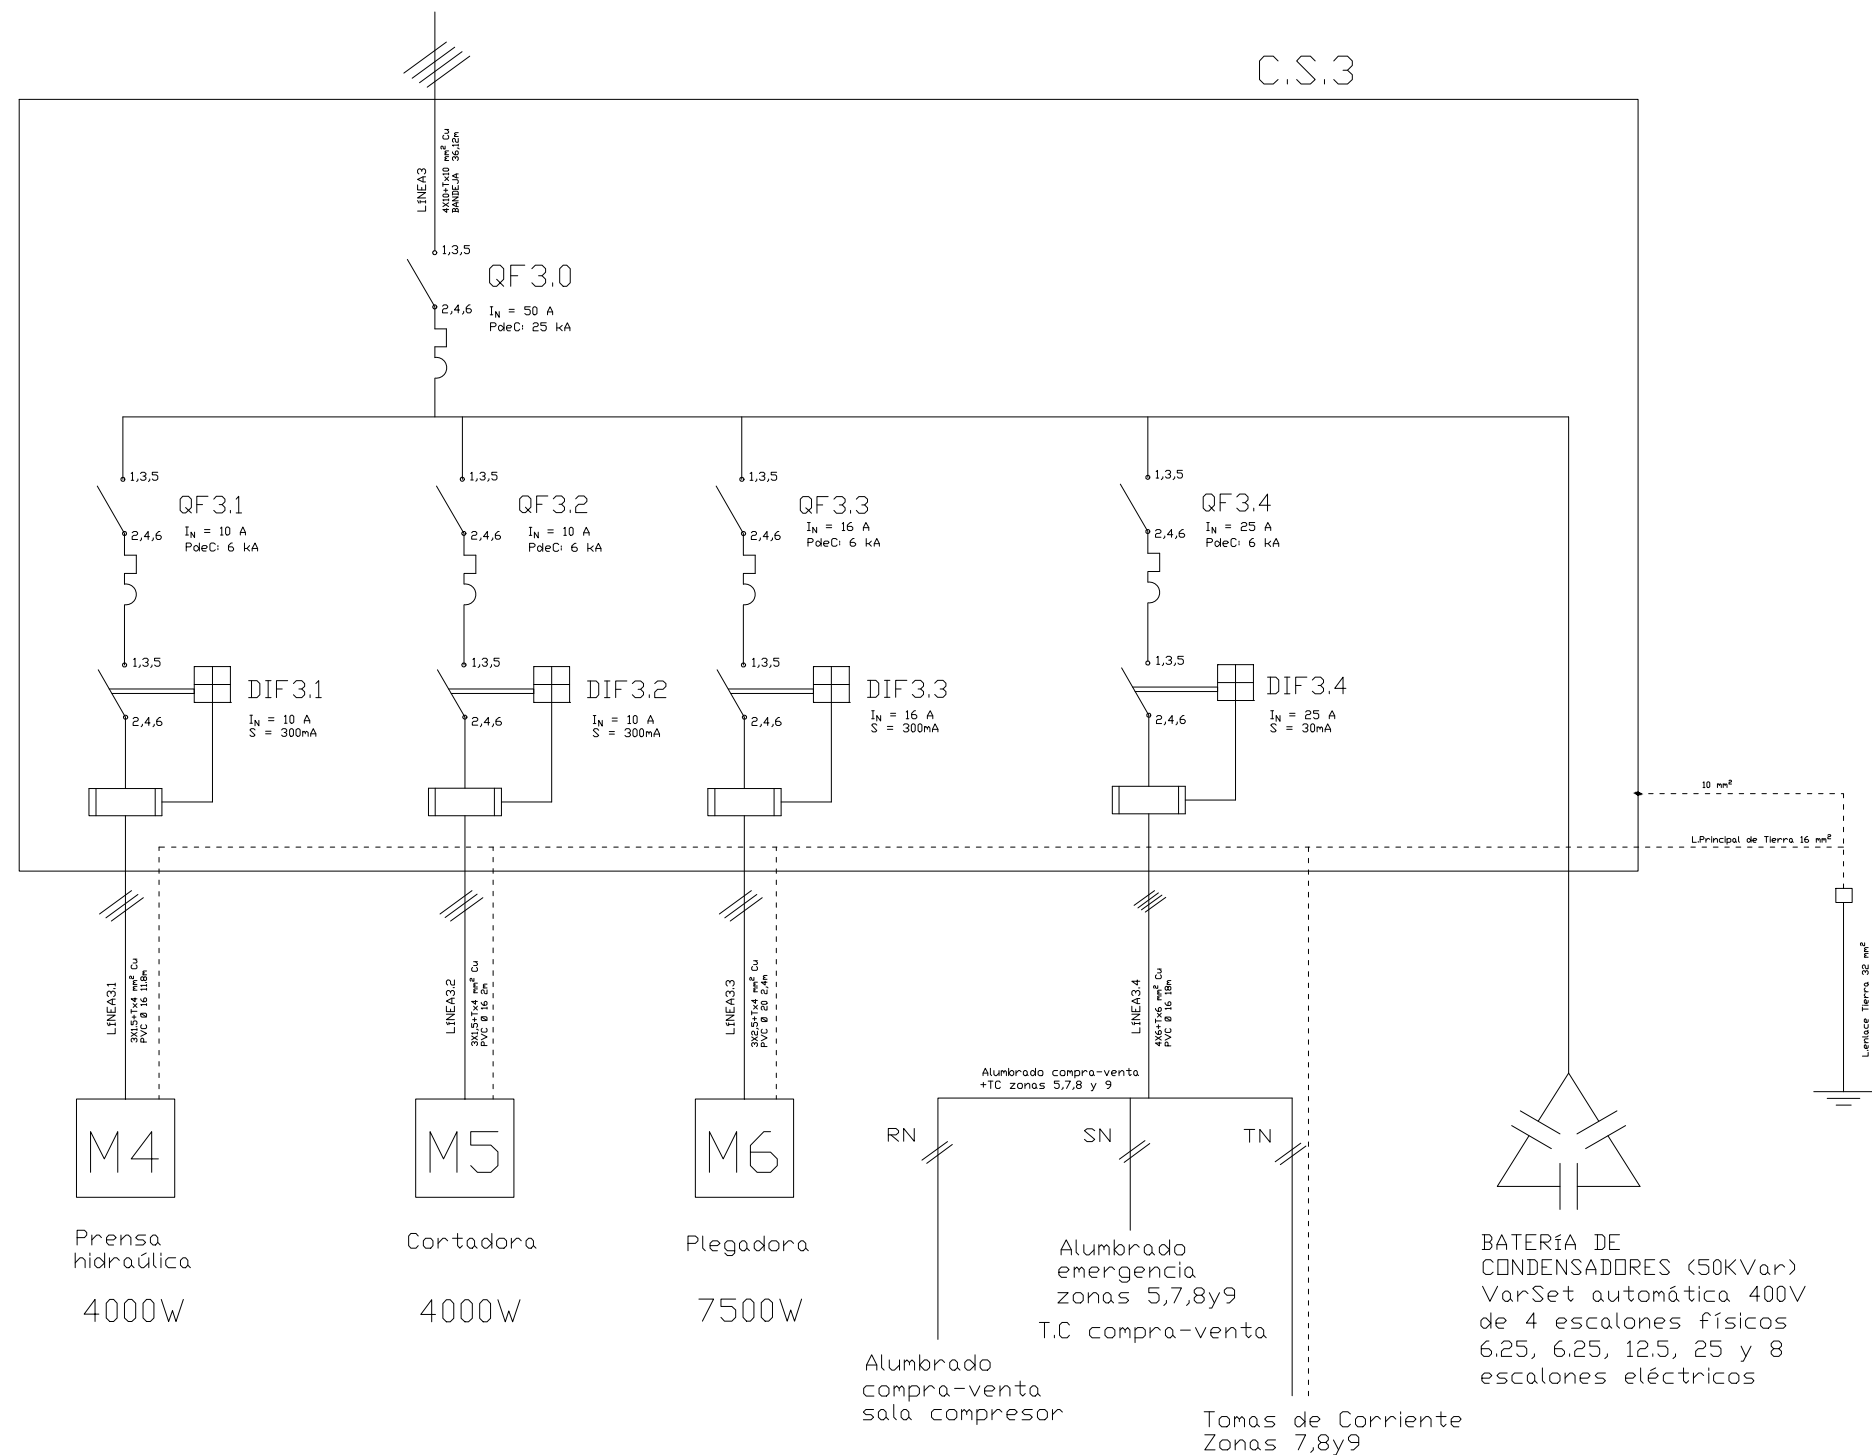 C.S.3
LÍNEA3
4X10+Tx10 mm² Cu
BANDEJA 36,12m
1,3,5
QF3.0
2,4,6
I_N = 50 A
PdeC: 25 kA
1,3,5
QF3.1
2,4,6
I_N = 10 A
PdeC: 6 kA
1,3,5
QF3.2
2,4,6
I_N = 10 A
PdeC: 6 kA
1,3,5
QF3.3
2,4,6
I_N = 16 A
PdeC: 6 kA
1,3,5
QF3.4
2,4,6
I_N = 25 A
PdeC: 6 kA
1,3,5
DIF3.1
2,4,6
I_N = 10 A
S = 300mA
1,3,5
DIF3.2
2,4,6
I_N = 10 A
S = 300mA
1,3,5
DIF3.3
2,4,6
I_N = 16 A
S = 300mA
1,3,5
DIF3.4
2,4,6
I_N = 25 A
S = 30mA
10 mm²
L.Principal de Tierra 16 mm²
L.enlace Tierra 32 mm²
LÍNEA3.1
3X1.5+Tx4 mm² Cu
PVC Ø 16 11.8m
LÍNEA3.2
3X1,5+Tx4 mm² Cu
PVC Ø 16 2m
LÍNEA3.3
3X2,5+Tx4 mm² Cu
PVC Ø 20 2,4m
LÍNEA3.4
4X6+Tx6 mm² Cu
PVC Ø 16 18m
Alumbrado compra-venta
+TC zonas 5,7,8 y 9
RN
SN
TN
M4
M5
M6
Prensa
hidraúlica
4000W
Cortadora
4000W
Plegadora
7500W
Alumbrado
compra-venta
sala compresor
Alumbrado
emergencia
zonas 5,7,8y9
T.C compra-venta
Tomas de Corriente
Zonas 7,8y9
BATERÍA DE
CONDENSADORES (50KVar)
VarSet automática 400V
de 4 escalones físicos
6.25, 6.25, 12.5, 25 y 8
escalones eléctricos